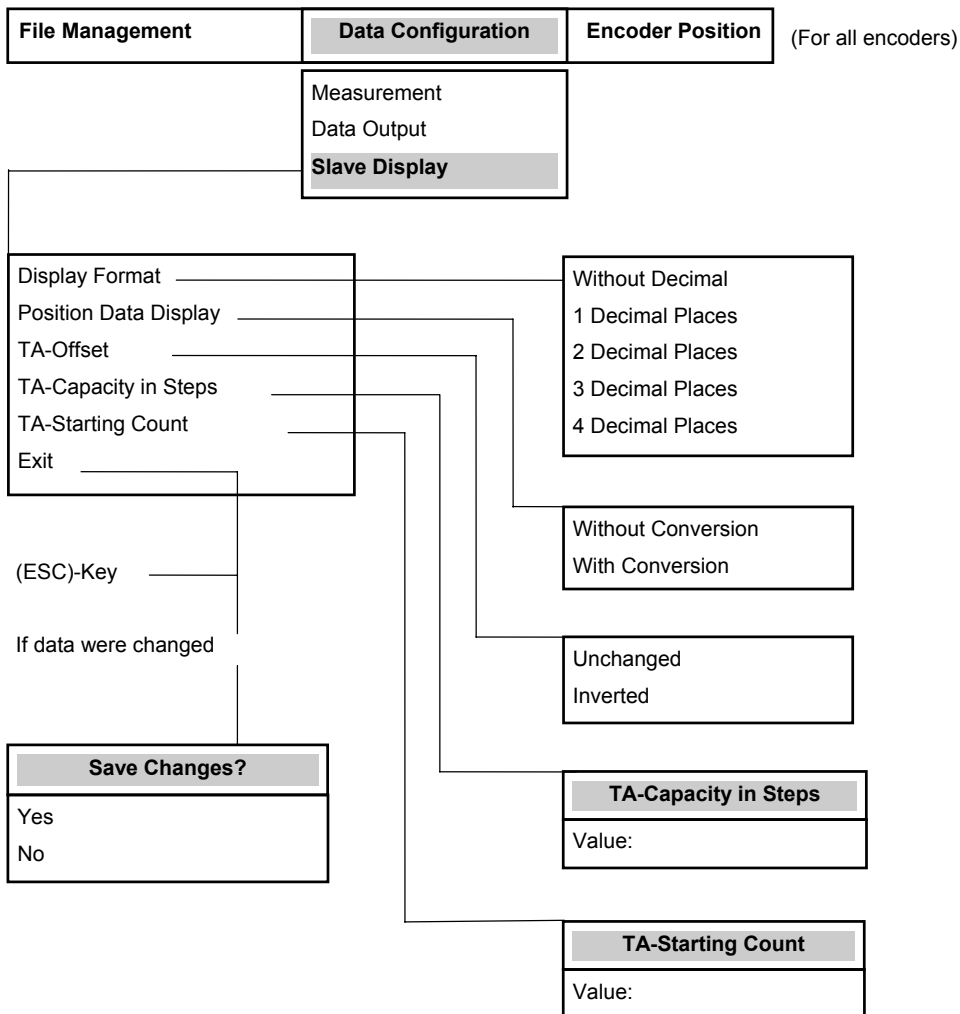 File Management Data Configuration Encoder Position (For all encoders)
Measurement
Data Output
Slave Display
Display Format
Position Data Display
TA-Offset
TA-Capacity in Steps
TA-Starting Count
Exit
Without Decimal
1 Decimal Places
2 Decimal Places
3 Decimal Places
4 Decimal Places
Without Conversion
With Conversion
(ESC)-Key
If data were changed
Unchanged
Inverted
Save Changes?
Yes
No
TA-Capacity in Steps
Value:
TA-Starting Count
Value: